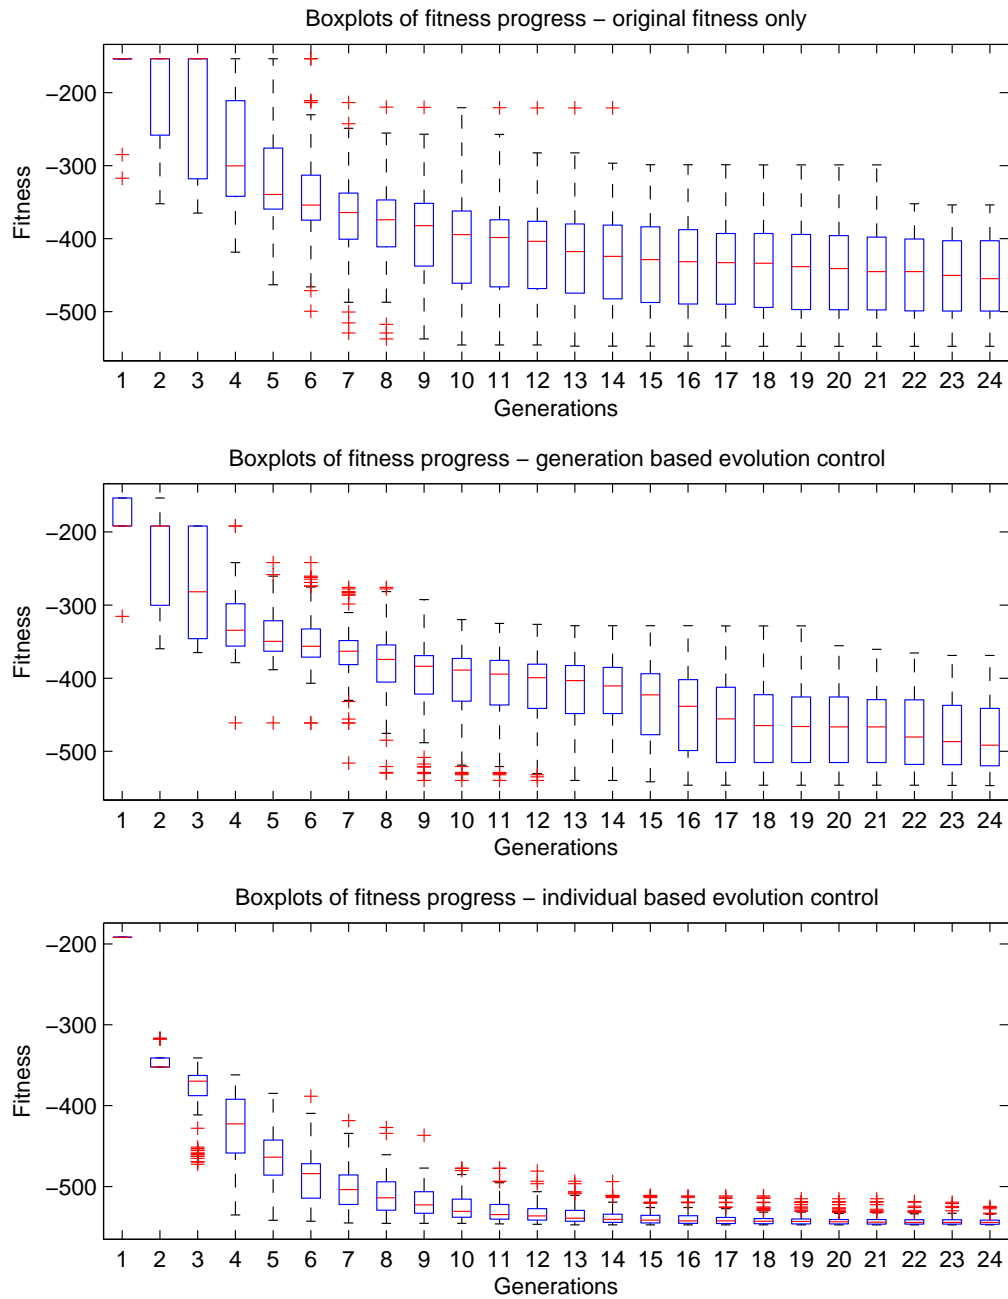 Boxplots of fitness progress − original fitness only
−200
−300
−400
−500
Fitness
1 2 3 4 5 6 7 8 9 10 11 12 13 14 15 16 17 18 19 20 21 22 23 24
Generations
Boxplots of fitness progress − generation based evolution control
−200
−300
−400
−500
Fitness
1 2 3 4 5 6 7 8 9 10 11 12 13 14 15 16 17 18 19 20 21 22 23 24
Generations
Boxplots of fitness progress − individual based evolution control
−200
−300
−400
−500
Fitness
1 2 3 4 5 6 7 8 9 10 11 12 13 14 15 16 17 18 19 20 21 22 23 24
Generations